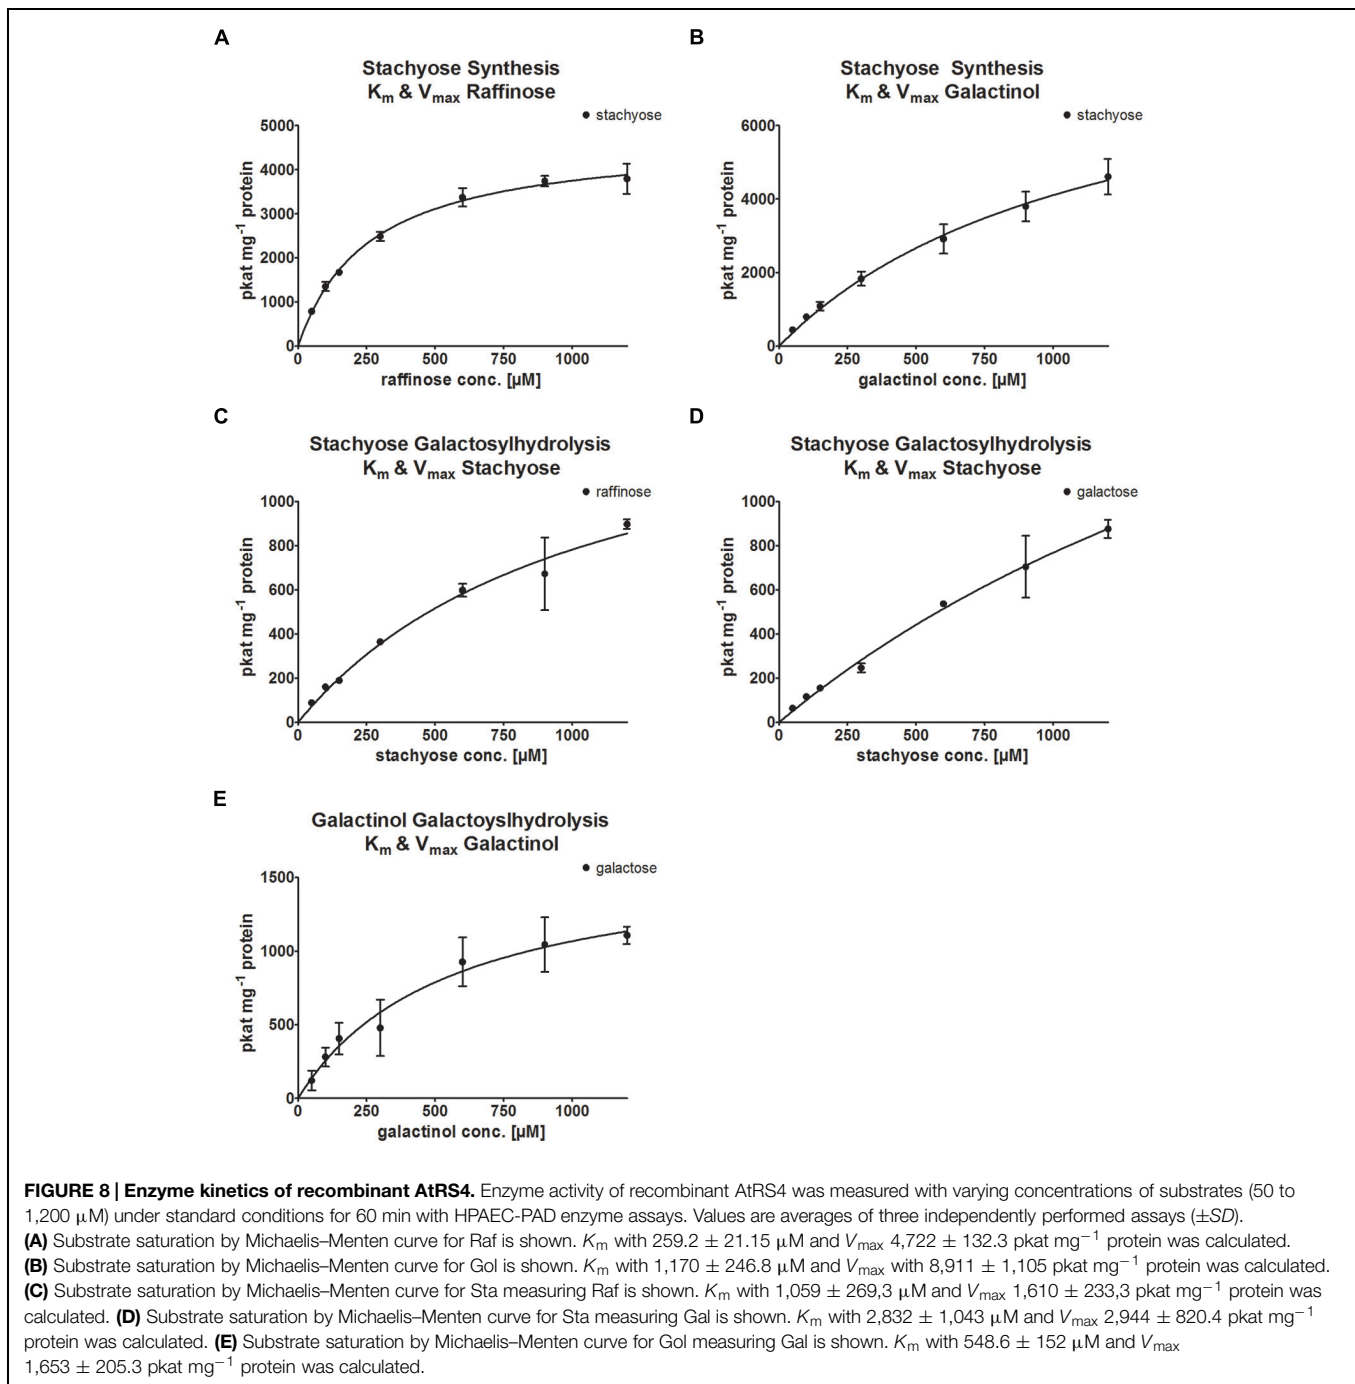 A
Stachyose Synthesis
Km & Vmax Raffinose
stachyose
5000
4000
3000
2000
1000
0
pkat mg-1 protein
0 250 500 750 1000
raffinose conc. [µM]
B
Stachyose Synthesis
Km & Vmax Galactinol
stachyose
6000
4000
2000
0
pkat mg-1 protein
0 250 500 750 1000
galactinol conc. [µM]
C
Stachyose Galactosylhydrolysis
Km & Vmax Stachyose
raffinose
1000
800
600
400
200
0
pkat mg-1 protein
0 250 500 750 1000
stachyose conc. [µM]
D
Stachyose Galactosylhydrolysis
Km & Vmax Stachyose
galactose
1000
800
600
400
200
0
pkat mg-1 protein
0 250 500 750 1000
stachyose conc. [µM]
E
Galactinol Galactoyslhydrolysis
Km & Vmax Galactinol
galactose
1500
1000
500
0
pkat mg-1 protein
0 250 500 750 1000
galactinol conc. [µM]
FIGURE 8 | Enzyme kinetics of recombinant AtRS4. Enzyme activity of recombinant AtRS4 was measured with varying concentrations of substrates (50 to
1,200 µM) under standard conditions for 60 min with HPAEC-PAD enzyme assays. Values are averages of three independently performed assays (±SD).
(A) Substrate saturation by Michaelis–Menten curve for Raf is shown. Km with 259.2 ± 21.15 µM and Vmax 4,722 ± 132.3 pkat mg−1 protein was calculated.
(B) Substrate saturation by Michaelis–Menten curve for Gol is shown. Km with 1,170 ± 246.8 µM and Vmax with 8,911 ± 1,105 pkat mg−1 protein was calculated.
(C) Substrate saturation by Michaelis–Menten curve for Sta measuring Raf is shown. Km with 1,059 ± 269,3 µM and Vmax 1,610 ± 233,3 pkat mg−1 protein was
calculated. (D) Substrate saturation by Michaelis–Menten curve for Sta measuring Gal is shown. Km with 2,832 ± 1,043 µM and Vmax 2,944 ± 820.4 pkat mg−1
protein was calculated. (E) Substrate saturation by Michaelis–Menten curve for Gol measuring Gal is shown. Km with 548.6 ± 152 µM and Vmax
1,653 ± 205.3 pkat mg−1 protein was calculated.